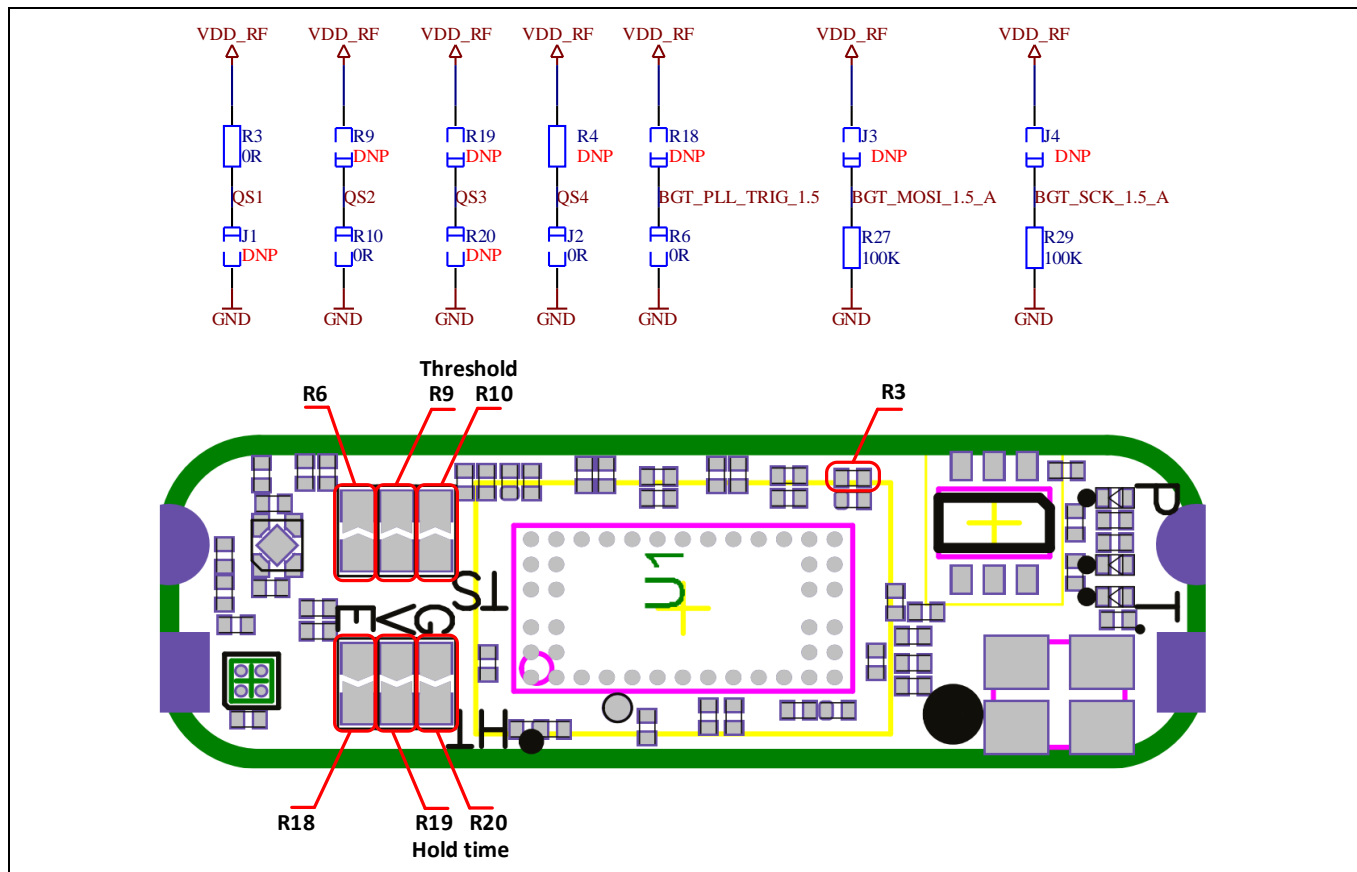 VDD_RF VDD_RF VDD_RF VDD_RF VDD_RF VDD_RF VDD_RF
R3 R9 R19 R4 R18 J3 J4
0R DNP DNP DNP DNP DNP DNP
QS1 QS2 QS3 QS4 BGT_PLL_TRIG_1.5 BGT_MOSI_1.5_A BGT_SCK_1.5_A
J1 R10 R20 J2 R6 R27 R29
DNP 0R DNP 0R 0R 100K 100K
GND GND GND GND GND GND GND
Threshold
R6 R9 R10 R3
P
U1
TS
E V G
T
HT
R18 R19 R20
Hold time